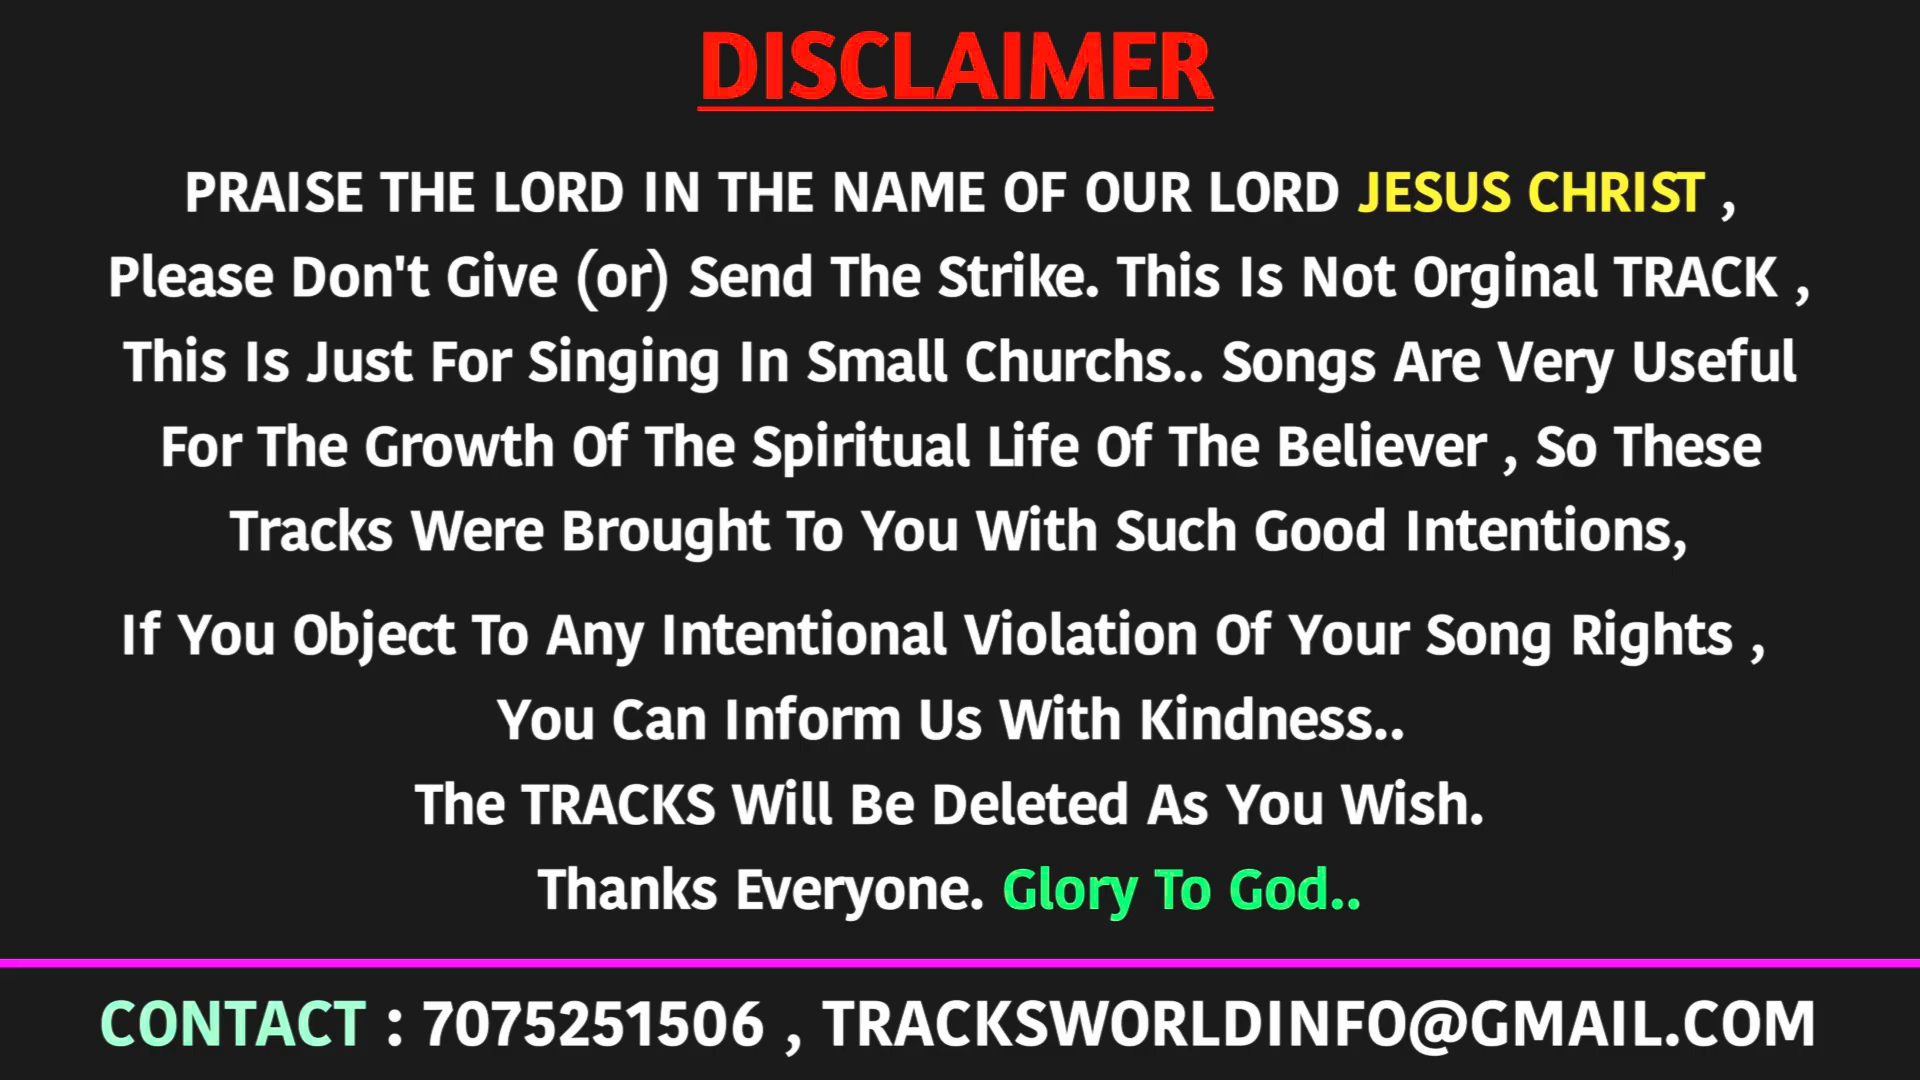 DISCLAIMER
PRAISE THE LORD IN THE NAME OF OUR LORD JESUS CHRIST ,
Please Don't Give (or) Send The Strike. This Is Not Orginal TRACK ,
This Is Just For Singing In Small Churchs.. Songs Are Very Useful
For The Growth Of The Spiritual Life Of The Believer , So These
Tracks Were Brought To You With Such Good Intentions,
If You Object To Any Intentional Violation Of Your Song Rights ,
You Can Inform Us With Kindness..
The TRACKS Will Be Deleted As You Wish.
Thanks Everyone. Glory To God..
CONTACT : 7075251506 , TRACKSWORLDINFO@GMAIL.COM